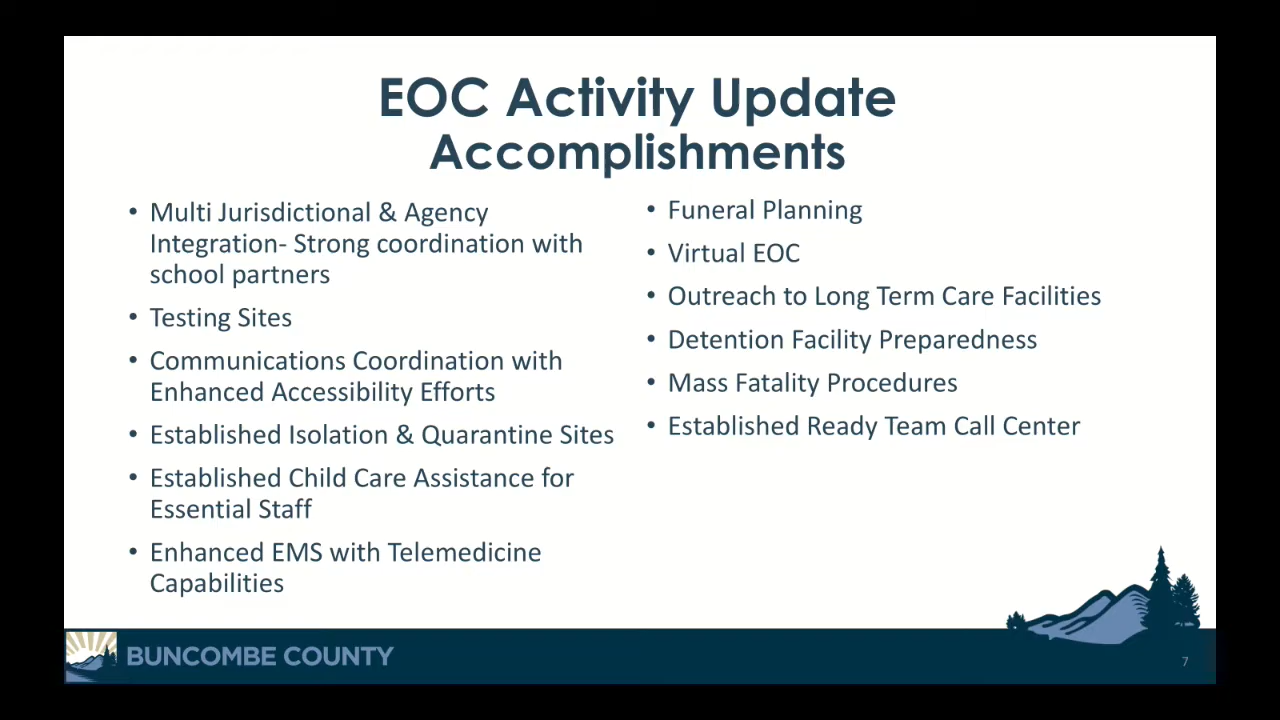 EOC Activity Update
Accomplishments
• Multi Jurisdictional & Agency
Integration- Strong coordination with
school partners
• Testing Sites
• Communications Coordination with
Enhanced Accessibility Efforts
• Established Isolation & Quarantine Sites
• Established Child Care Assistance for
Essential Staff
• Enhanced EMS with Telemedicine
Capabilities
• Funeral Planning
• Virtual EOC
• Outreach to Long Term Care Facilities
• Detention Facility Preparedness
• Mass Fatality Procedures
• Established Ready Team Call Center
BUNCOMBE COUNTY
7